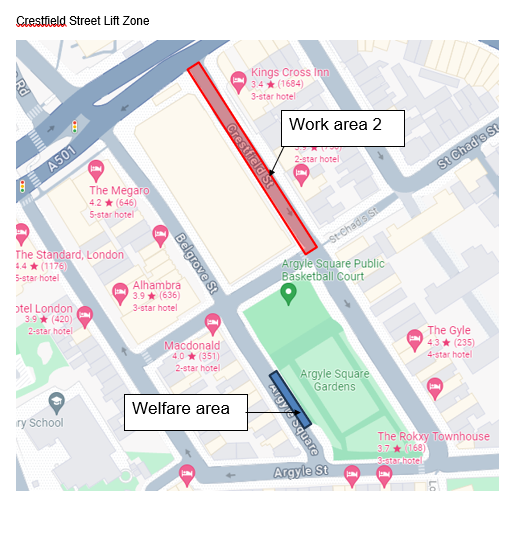 Crestfield Street Lift Zone
Kings Cross Inn
3.4 ★ (1684)
3-star hotel
Work area 2
Crestfield St
2-star hotel
St Chad's St
A501
The Megaro
4.2 ★ (646)
5-star hotel
St Chad's St
Belgrove St
The Standard, London
4.4 ★ (1176)
5-star hotel
Argyle Square Public
Basketball Court
Alhambra
3.9 ★ (636)
3-star hotel
otel London
3.9 ★ (420)
2-star hotel
Macdonald
4.0 ★ (351)
2-star hotel
The Gyle
4.3 ★ (235)
4-star hotel
Argyle Square
Gardens
Welfare area
Argyle Square
ary School
The Rokxy Townhouse
3.7 ★ (168)
3-star hotel
Argyle St